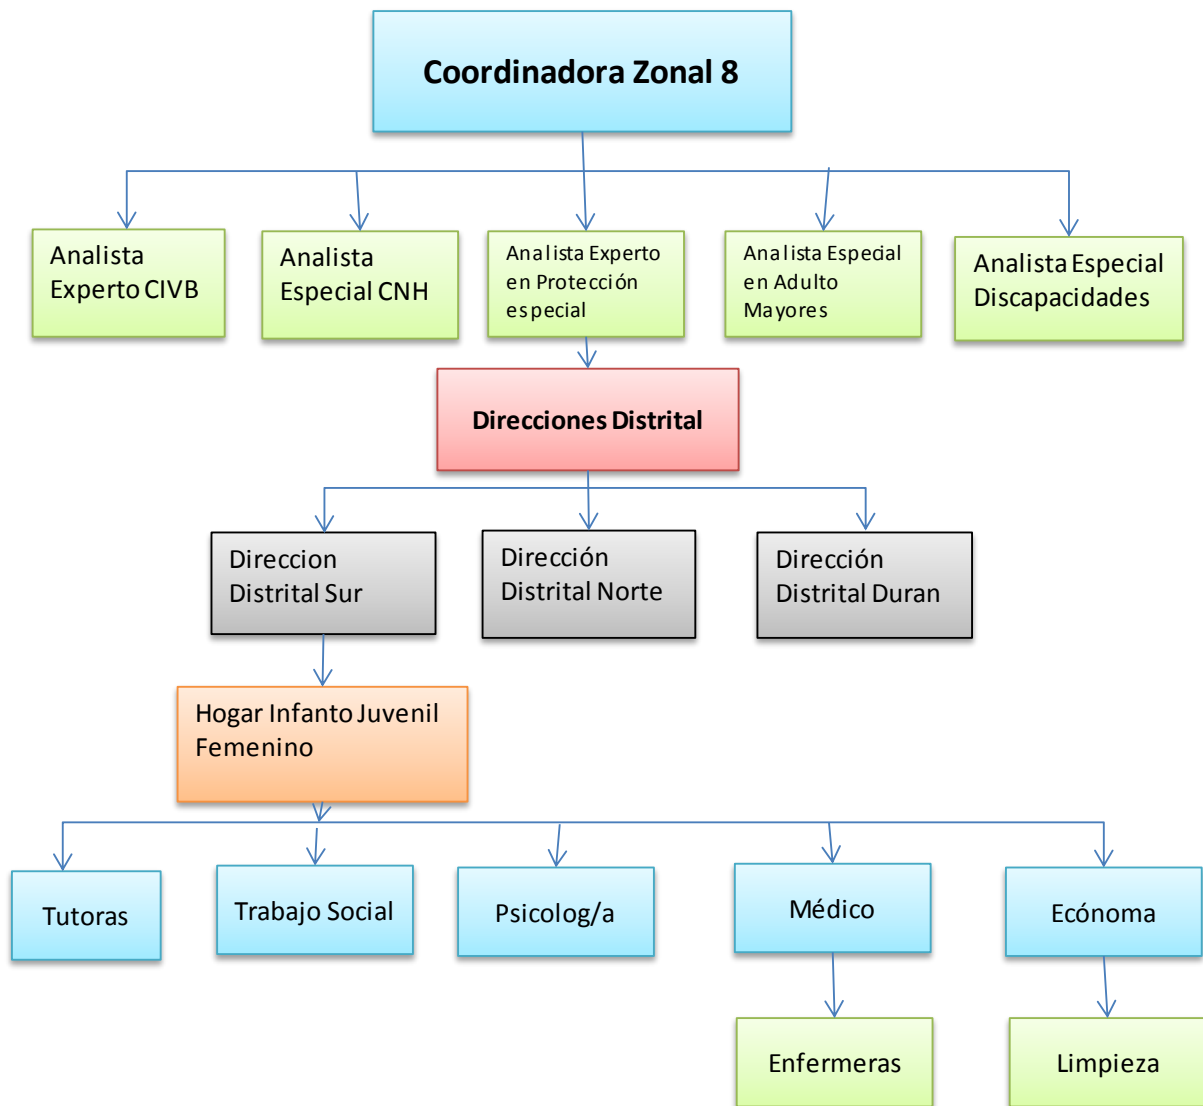 Coordinadora Zonal 8
Analista
Experto CIVB
Analista
Especial CNH
Analista Experto
en Protección
especial
Analista Especial
en Adulto
Mayores
Analista Especial
Discapacidades
Direcciones Distrital
Direccion
Distrital Sur
Dirección
Distrital Norte
Dirección
Distrital Duran
Hogar Infanto Juvenil
Femenino
Tutoras
Trabajo Social
Psicolog/a
Médico
Ecónoma
Enfermeras
Limpieza